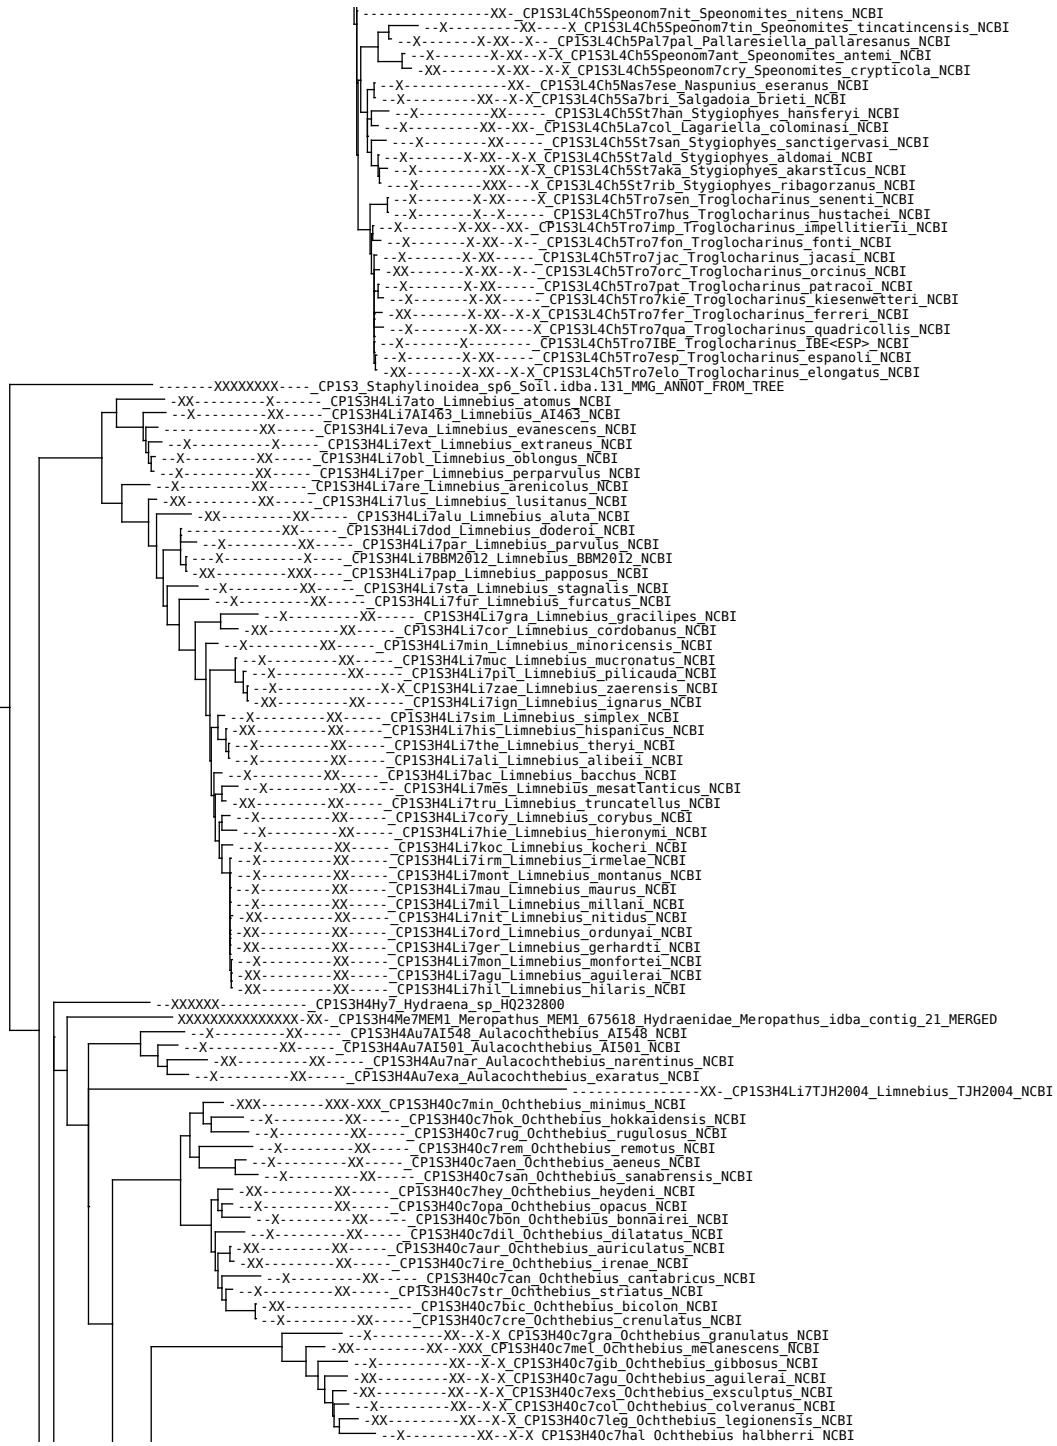 ----------------XX-_CP1S3L4Ch5Speonom7nit_Speonomites_nitens_NCBI
--X---------XX----X_CP1S3L4Ch5Speonom7tin_Speonomites_tincatincensis_NCBI
--X-------X-XX--X--_CP1S3L4Ch5Pal7pal_Pallaresiella_pallaresanus_NCBI
--X-------X-XX--X-X_CP1S3L4Ch5Speonom7ant_Speonomites_antemi_NCBI
-XX-------X-XX--X-X_CP1S3L4Ch5Speonom7cry_Speonomites_crypticola_NCBI
--X-------------XX-_CP1S3L4Ch5Nas7ese_Naspunius_eseranus_NCBI
--X---------XX--X-X_CP1S3L4Ch5Sa7bri_Salgadoia_brieti_NCBI
--X---------XX-----_CP1S3L4Ch5St7han_Stygiophyes_hansferyi_NCBI
--X---------XX--XX-_CP1S3L4Ch5La7col_Lagariella_colominasi_NCBI
---X--------XX-----_CP1S3L4Ch5St7san_Stygiophyes_sanctigervasi_NCBI
--X-------X-XX--X-X_CP1S3L4Ch5St7ald_Stygiophyes_aldomai_NCBI
--X---------XX--X-X_CP1S3L4Ch5St7aka_Stygiophyes_akarsticus_NCBI
---X--------XXX---X_CP1S3L4Ch5St7rib_Stygiophyes_ribagorzanus_NCBI
--X-------X-XX----X_CP1S3L4Ch5Tro7sen_Troglocharinus_senenti_NCBI
--X-------X--X-----_CP1S3L4Ch5Tro7hus_Troglocharinus_hustachei_NCBI
--X-------X-XX--XX-_CP1S3L4Ch5Tro7imp_Troglocharinus_impellitierii_NCBI
--X-------X-XX--X--_CP1S3L4Ch5Tro7fon_Troglocharinus_fonti_NCBI
--X-------X-XX-----_CP1S3L4Ch5Tro7jac_Troglocharinus_jacasi_NCBI
-XX-------X-XX--X--_CP1S3L4Ch5Tro7orc_Troglocharinus_orcinus_NCBI
--X-------X-XX-----_CP1S3L4Ch5Tro7pat_Troglocharinus_patracoi_NCBI
--X-------X-XX-----_CP1S3L4Ch5Tro7kie_Troglocharinus_kiesenwetteri_NCBI
-XX-------X-XX--X-X_CP1S3L4Ch5Tro7fer_Troglocharinus_ferreri_NCBI
--X-------X-XX----X_CP1S3L4Ch5Tro7qua_Troglocharinus_quadricollis_NCBI
--X-------X--------_CP1S3L4Ch5Tro7IBE_Troglocharinus_IBE<ESP>_NCBI
--X-------X-XX-----_CP1S3L4Ch5Tro7esp_Troglocharinus_espanoli_NCBI
-XX-------X-XX--X-X_CP1S3L4Ch5Tro7elo_Troglocharinus_elongatus_NCBI
-------XXXXXXXX----_CP1S3_Staphylinoidea_sp6_Soil.idba.131_MMG_ANNOT_FROM_TREE
-XX---------X------_CP1S3H4Li7ato_Limnebius_atomus_NCBI
--X---------XX-----_CP1S3H4Li7AI463_Limnebius_AI463_NCBI
------------XX-----_CP1S3H4Li7eva_Limnebius_evanescens_NCBI
--X----------X-----_CP1S3H4Li7ext_Limnebius_extraneus_NCBI
--X---------XX-----_CP1S3H4Li7obl_Limnebius_oblongus_NCBI
--X---------XX-----_CP1S3H4Li7per_Limnebius_perparvulus_NCBI
--X---------XX-----_CP1S3H4Li7are_Limnebius_arenicolus_NCBI
-XX---------XX-----_CP1S3H4Li7lus_Limnebius_lusitanus_NCBI
-XX---------XX-----_CP1S3H4Li7alu_Limnebius_aluta_NCBI
------------XX-----_CP1S3H4Li7dod_Limnebius_doderoi_NCBI
--X---------XX-----_CP1S3H4Li7par_Limnebius_parvulus_NCBI
--X----------X-----_CP1S3H4Li7BBM2012_Limnebius_BBM2012_NCBI
-XX---------XXX----_CP1S3H4Li7pap_Limnebius_papposus_NCBI
--X---------XX-----_CP1S3H4Li7sta_Limnebius_stagnalis_NCBI
--X---------XX-----_CP1S3H4Li7fur_Limnebius_furcatus_NCBI
--X---------XX-----_CP1S3H4Li7gra_Limnebius_gracilipes_NCBI
-XX---------XX-----_CP1S3H4Li7cor_Limnebius_cordobanus_NCBI
--X---------XX-----_CP1S3H4Li7min_Limnebius_minoricensis_NCBI
--X---------XX-----_CP1S3H4Li7muc_Limnebius_mucronatus_NCBI
--X---------XX-----_CP1S3H4Li7pil_Limnebius_pilicauda_NCBI
--X-------------X-X_CP1S3H4Li7zae_Limnebius_zaerensis_NCBI
-XX---------XX-----_CP1S3H4Li7ign_Limnebius_ignarus_NCBI
--X---------XX-----_CP1S3H4Li7sim_Limnebius_simplex_NCBI
-XX---------XX-----_CP1S3H4Li7his_Limnebius_hispanicus_NCBI
--X---------XX-----_CP1S3H4Li7the_Limnebius_theryi_NCBI
--X---------XX-----_CP1S3H4Li7ali_Limnebius_alibeii_NCBI
--X---------XX-----_CP1S3H4Li7bac_Limnebius_bacchus_NCBI
--X---------XX-----_CP1S3H4Li7mes_Limnebius_mesatlanticus_NCBI
-XX---------XX-----_CP1S3H4Li7tru_Limnebius_truncatellus_NCBI
--X---------XX-----_CP1S3H4Li7cory_Limnebius_corybus_NCBI
--X---------XX-----_CP1S3H4Li7hie_Limnebius_hieronymi_NCBI
--X---------XX-----_CP1S3H4Li7koc_Limnebius_kocheri_NCBI
--X---------XX-----_CP1S3H4Li7irm_Limnebius_irmelae_NCBI
--X---------XX-----_CP1S3H4Li7mont_Limnebius_montanus_NCBI
--X---------XX-----_CP1S3H4Li7mau_Limnebius_maurus_NCBI
--X---------XX-----_CP1S3H4Li7mil_Limnebius_millani_NCBI
-XX---------XX-----_CP1S3H4Li7nit_Limnebius_nitidus_NCBI
-XX---------XX-----_CP1S3H4Li7ord_Limnebius_ordunyai_NCBI
-XX---------XX-----_CP1S3H4Li7ger_Limnebius_gerhardti_NCBI
--X---------XX-----_CP1S3H4Li7mon_Limnebius_monfortei_NCBI
-XX---------XX-----_CP1S3H4Li7agu_Limnebius_aguilerai_NCBI
-XX---------XX-----_CP1S3H4Li7hil_Limnebius_hilaris_NCBI
--XXXXXX-----------_CP1S3H4Hy7_Hydraena_sp_HQ232800
XXXXXXXXXXXXXXX-XX-_CP1S3H4Me7MEM1_Meropathus_MEM1_675618_Hydraenidae_Meropathus_idba_contig_21_MERGED
--X---------XX-----_CP1S3H4Au7AI548_Aulacochthebius_AI548_NCBI
--X---------XX-----_CP1S3H4Au7AI501_Aulacochthebius_AI501_NCBI
-XX---------XX-----_CP1S3H4Au7nar_Aulacochthebius_narentinus_NCBI
--X---------XX-----_CP1S3H4Au7exa_Aulacochthebius_exaratus_NCBI
----------------XX-_CP1S3H4Li7TJH2004_Limnebius_TJH2004_NCBI
-XXX--------XXX-XXX_CP1S3H4Oc7min_Ochthebius_minimus_NCBI
--X---------XX-----_CP1S3H4Oc7hok_Ochthebius_hokkaidensis_NCBI
--X---------XX-----_CP1S3H4Oc7rug_Ochthebius_rugulosus_NCBI
--X---------XX-----_CP1S3H4Oc7rem_Ochthebius_remotus_NCBI
--X---------XX-----_CP1S3H4Oc7aen_Ochthebius_aeneus_NCBI
--X---------XX-----_CP1S3H4Oc7san_Ochthebius_sanabrensis_NCBI
-XX---------XX-----_CP1S3H4Oc7hey_Ochthebius_heydeni_NCBI
--X---------XX-----_CP1S3H4Oc7opa_Ochthebius_opacus_NCBI
--X---------XX-----_CP1S3H4Oc7bon_Ochthebius_bonnairei_NCBI
--X---------XX-----_CP1S3H4Oc7dil_Ochthebius_dilatatus_NCBI
-XX---------XX-----_CP1S3H4Oc7aur_Ochthebius_auriculatus_NCBI
-XX---------XX-----_CP1S3H4Oc7ire_Ochthebius_irenae_NCBI
--X---------XX-----_CP1S3H4Oc7can_Ochthebius_cantabricus_NCBI
--X---------XX-----_CP1S3H4Oc7str_Ochthebius_striatus_NCBI
-XX----------------_CP1S3H4Oc7bic_Ochthebius_bicolon_NCBI
--X---------XX-----_CP1S3H4Oc7cre_Ochthebius_crenulatus_NCBI
--X---------XX--X-X_CP1S3H4Oc7gra_Ochthebius_granulatus_NCBI
-XX---------XX--XXX_CP1S3H4Oc7mel_Ochthebius_melanescens_NCBI
--X---------XX--X-X_CP1S3H4Oc7gib_Ochthebius_gibbosus_NCBI
-XX---------XX--X-X_CP1S3H4Oc7agu_Ochthebius_aguilerai_NCBI
-XX---------XX--X-X_CP1S3H4Oc7exs_Ochthebius_exsculptus_NCBI
--X---------XX--X-X_CP1S3H4Oc7col_Ochthebius_colveranus_NCBI
-XX---------XX--X-X_CP1S3H4Oc7leg_Ochthebius_legionensis_NCBI
--X---------XX--X-X_CP1S3H4Oc7hal_Ochthebius_halbherri_NCBI